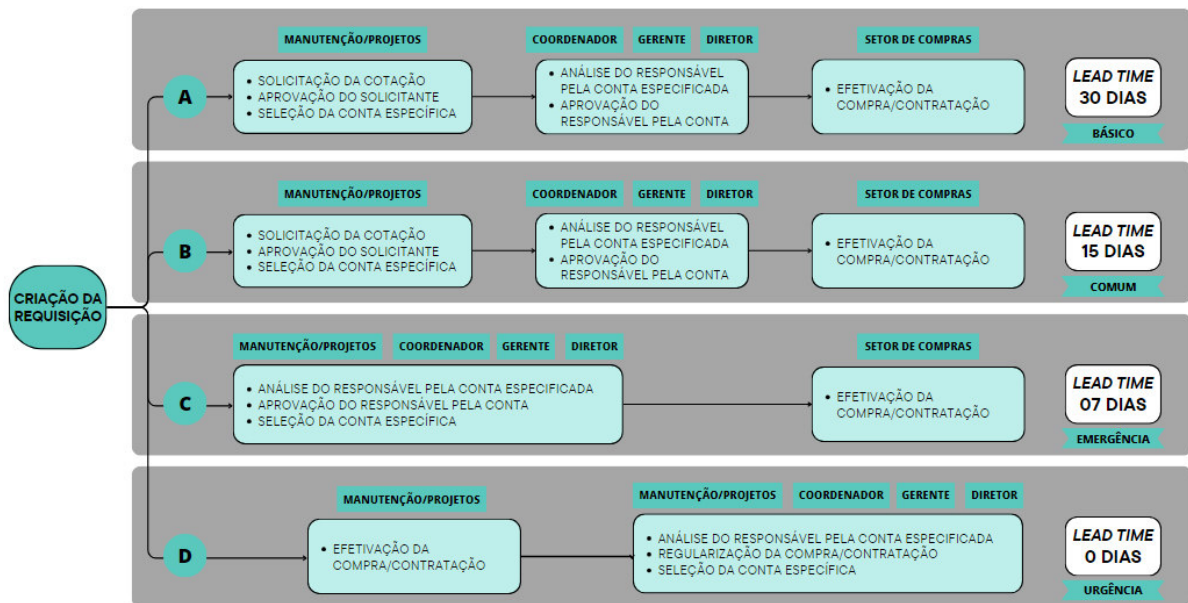 MANUTENÇÃO/PROJETOS
COORDENADOR
GERENTE
DIRETOR
SETOR DE COMPRAS
A
• SOLICITAÇÃO DA COTAÇÃO
• APROVAÇÃO DO SOLICITANTE
• SELEÇÃO DA CONTA ESPECÍFICA
• ANÁLISE DO RESPONSÁVEL
PELA CONTA ESPECIFICADA
• APROVAÇÃO DO
RESPONSÁVEL PELA CONTA
• EFETIVAÇÃO DA
COMPRA/CONTRATAÇÃO
LEAD TIME
30 DIAS
BÁSICO
MANUTENÇÃO/PROJETOS
COORDENADOR
GERENTE
DIRETOR
SETOR DE COMPRAS
B
• SOLICITAÇÃO DA COTAÇÃO
• APROVAÇÃO DO SOLICITANTE
• SELEÇÃO DA CONTA ESPECÍFICA
• ANÁLISE DO RESPONSÁVEL
PELA CONTA ESPECIFICADA
• APROVAÇÃO DO
RESPONSÁVEL PELA CONTA
• EFETIVAÇÃO DA
COMPRA/CONTRATAÇÃO
LEAD TIME
15 DIAS
COMUM
CRIAÇÃO DA
REQUISIÇÃO
MANUTENÇÃO/PROJETOS
COORDENADOR
GERENTE
DIRETOR
SETOR DE COMPRAS
C
• ANÁLISE DO RESPONSÁVEL PELA CONTA ESPECIFICADA
• APROVAÇÃO DO RESPONSÁVEL PELA CONTA
• SELEÇÃO DA CONTA ESPECÍFICA
• EFETIVAÇÃO DA
COMPRA/CONTRATAÇÃO
LEAD TIME
07 DIAS
EMERGÊNCIA
MANUTENÇÃO/PROJETOS
MANUTENÇÃO/PROJETOS
COORDENADOR
GERENTE
DIRETOR
D
• EFETIVAÇÃO DA
COMPRA/CONTRATAÇÃO
• ANÁLISE DO RESPONSÁVEL PELA CONTA ESPECIFICADA
• REGULARIZAÇÃO DA COMPRA/CONTRATAÇÃO
• SELEÇÃO DA CONTA ESPECÍFICA
LEAD TIME
0 DIAS
URGÊNCIA